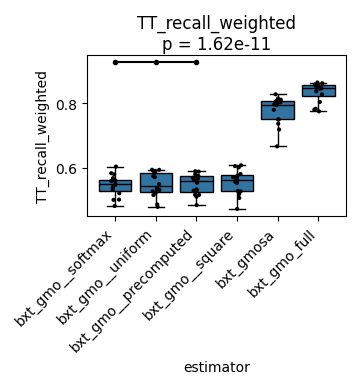 TT_recall_weighted
p = 1.62e-11
TT_recall_weighted
0.8
0.6
bxt_gmo__softmax
bxt_gmo__uniform
bxt_gmo__precomputed
bxt_gmo__square
bxt_gmosa
bxt_gmo_full
estimator